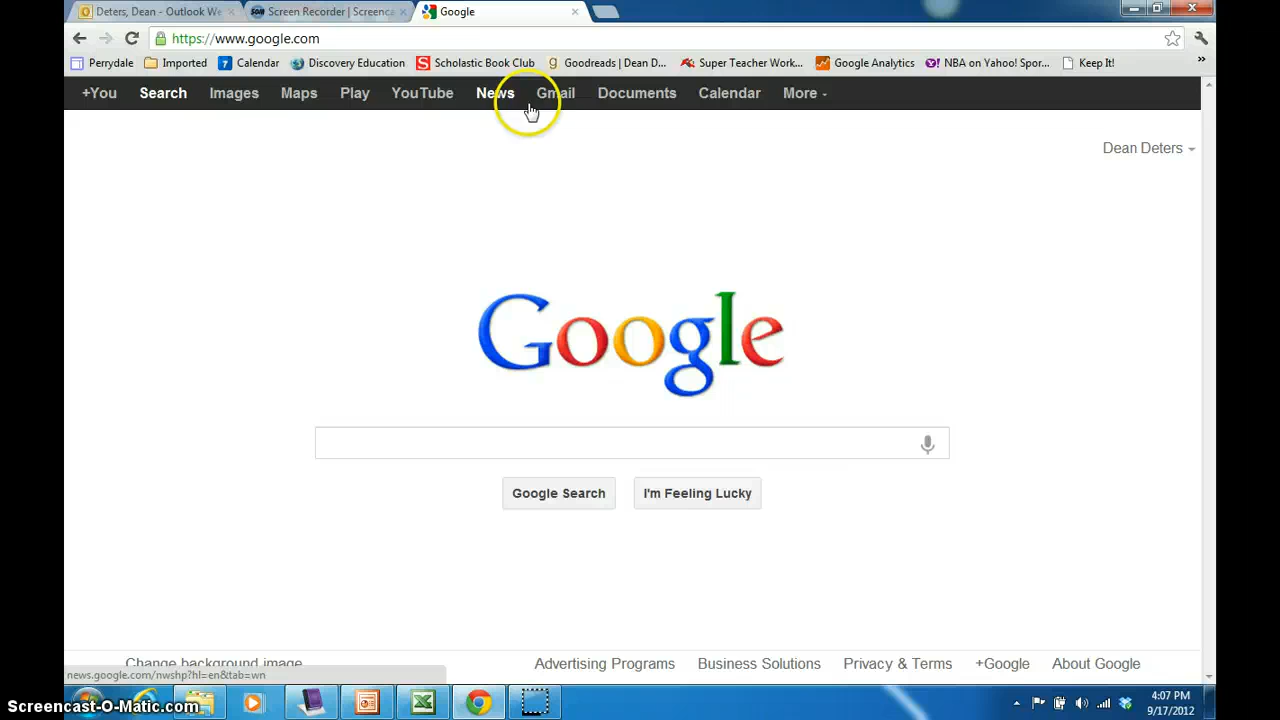 Deters, Dean - Outlook We
Screen Recorder | Screenca
Google
https://www.google.com
Perrydale
Imported
Calendar
Discovery Education
Scholastic Book Club
Goodreads | Dean D...
Super Teacher Work...
Google Analytics
NBA on Yahoo! Spor...
Keep It!
»
+You Search Images Maps Play YouTube News Gmail Documents Calendar More
Dean Deters
Google
Google Search
I'm Feeling Lucky
Change background image
Advertising Programs
Business Solutions
Privacy & Terms
+Google
About Google
news.google.com/nwshp?hl=en&tab=wn
4:07 PM
9/17/2012
Screencast-O-Matic.com